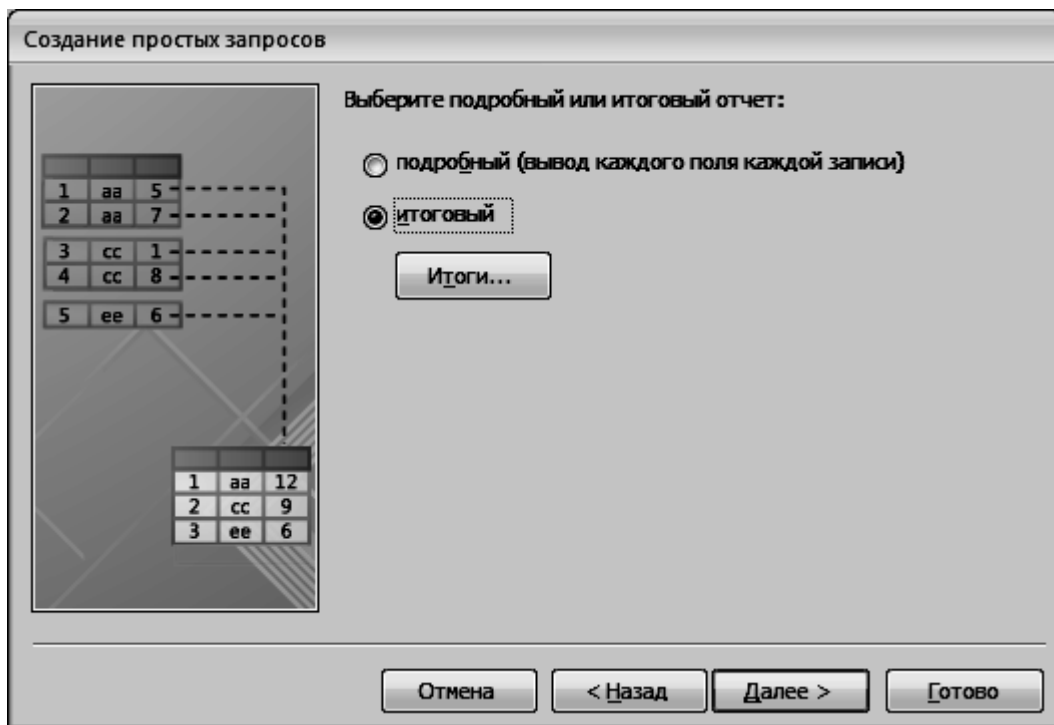 Создание простых запросов
Выберите подробный или итоговый отчет:
подробный (вывод каждого поля каждой записи)
итоговый
Итоги...
1 aa 5
2 aa 7
3 cc 1
4 cc 8
5 ee 6
1 aa 12
2 cc 9
3 ee 6
Отмена
< Назад
Далее >
Готово